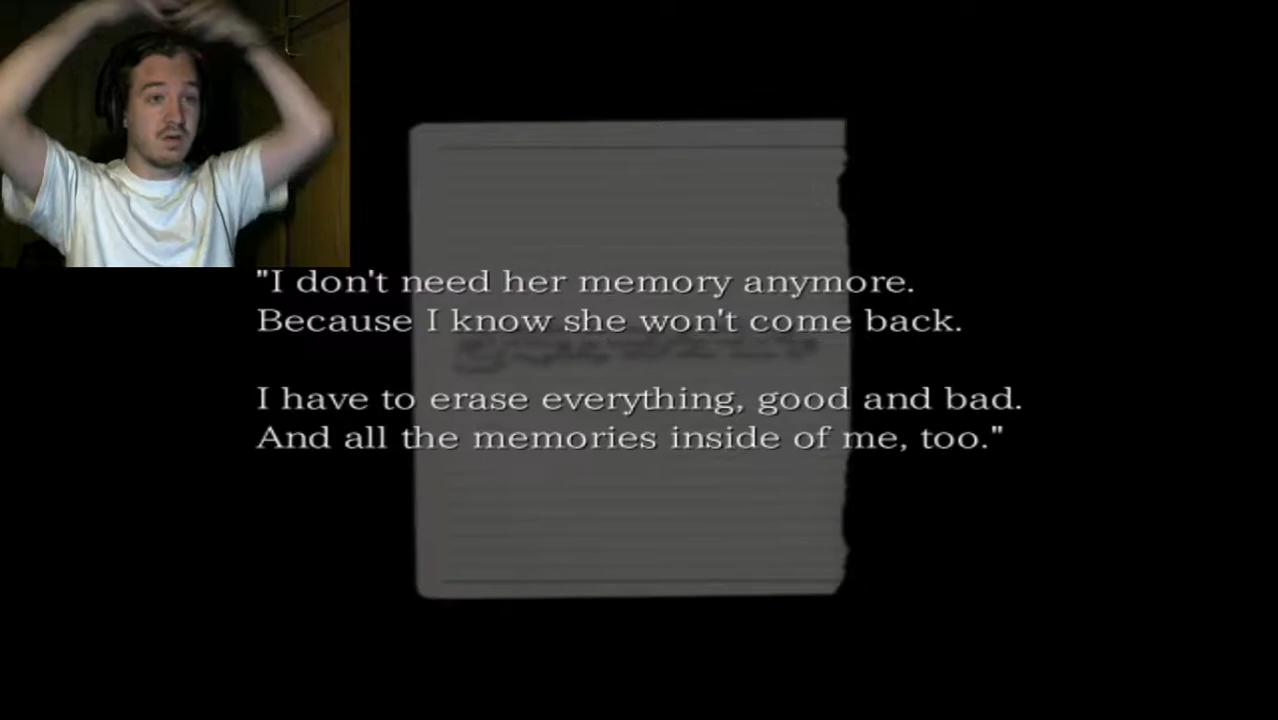 "I don't need her memory anymore.
Because I know she won't come back.
I have to erase everything, good and bad.
And all the memories inside of me, too."